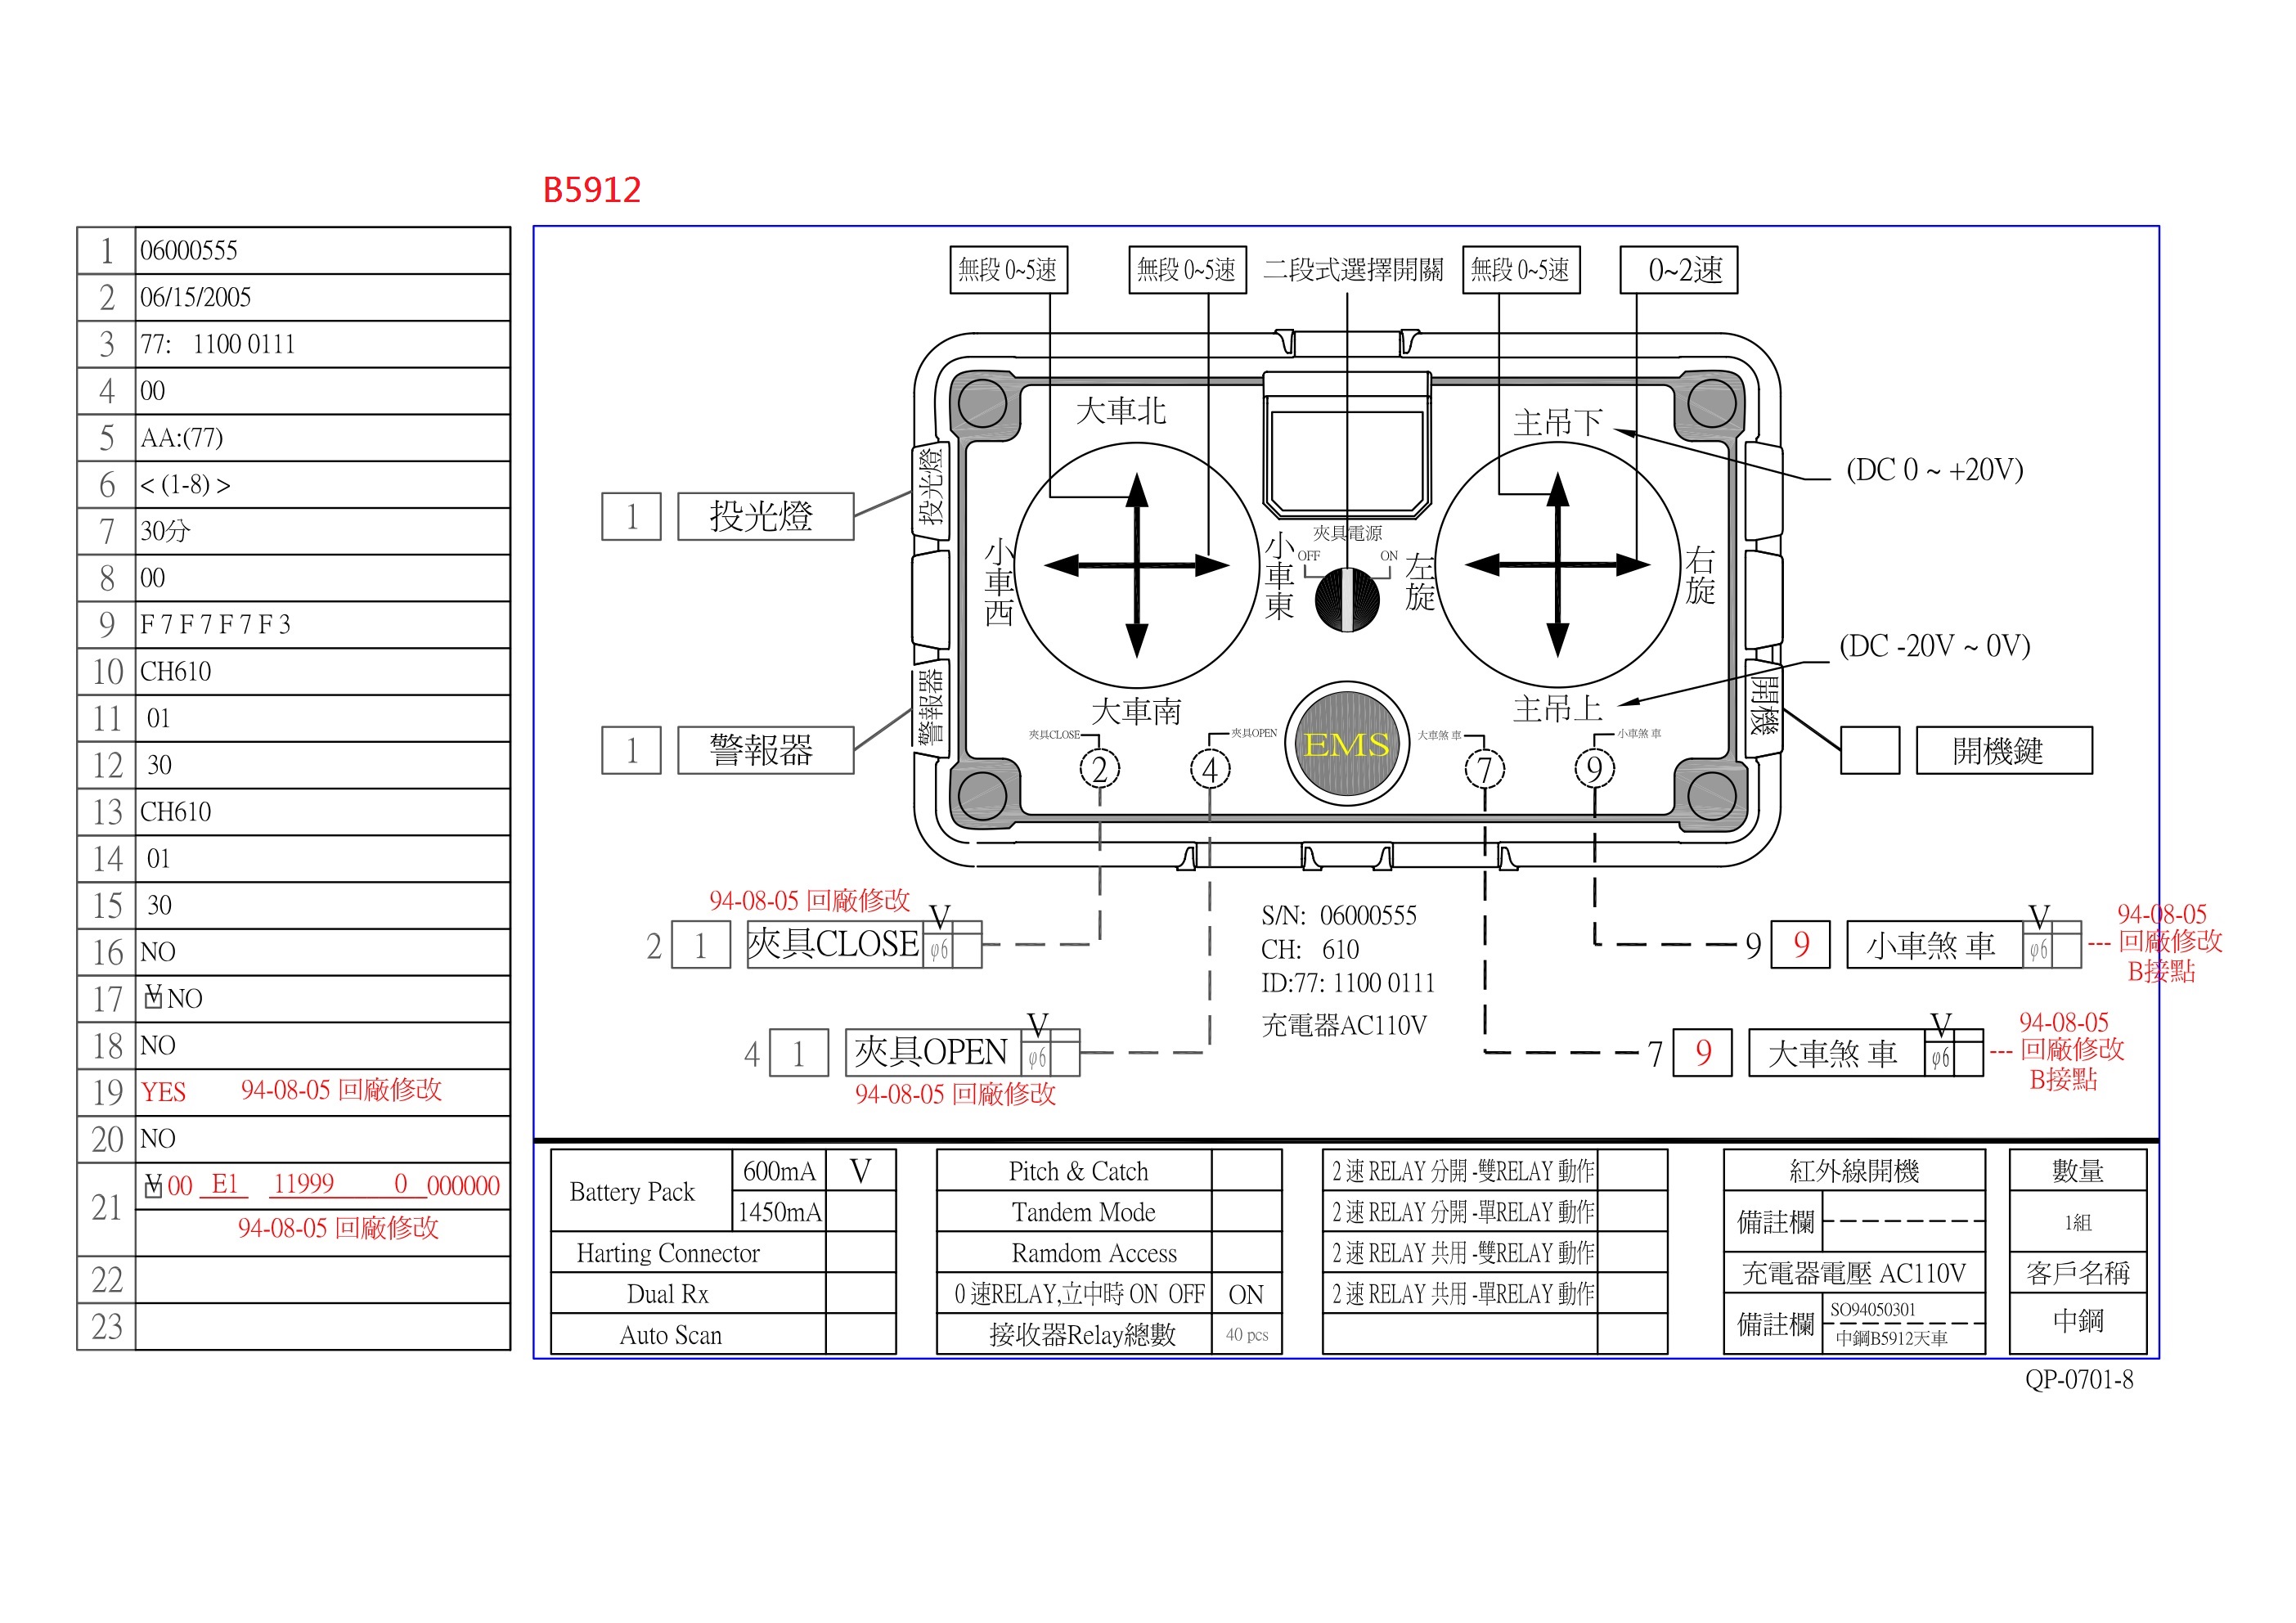 B5912
1 06000555
2 06/15/2005
3 77: 1100 0111
4 00
5 AA:(77)
6 < (1-8) >
7 30分
8 00
9 F 7 F 7 F 7 F 3
10 CH610
11 01
12 30
13 CH610
14 01
15 30
16 NO
17 V NO
18 NO
19 YES 94-08-05 回廠修改
20 NO
21 V 00 E1 11999 0 000000
94-08-05 回廠修改
22
23
無段 0~5速
無段 0~5速
二段式選擇開關
無段 0~5速
0~2速
大車北
主吊下
(DC 0 ~ +20V)
投光燈
1 投光燈
小車西
小車東
夾具電源
OFF
ON
左旋
右旋
(DC -20V ~ 0V)
大車南
主吊上
警報器
1 警報器
開機
開機鍵
夾具CLOSE
夾具OPEN
EMS
大車煞 車
小車煞 車
2
4
7
9
94-08-05 回廠修改
2 1 夾具CLOSE V φ6
4 1 夾具OPEN V φ6
94-08-05 回廠修改
S/N: 06000555
CH: 610
ID:77: 1100 0111
充電器AC110V
9 9 小車煞 車 V φ6
94-08-05
--- 回廠修改
B接點
7 9 大車煞 車 V φ6
94-08-05
--- 回廠修改
B接點
Battery Pack
600mA V
1450mA
Harting Connector
Dual Rx
Auto Scan
Pitch & Catch
Tandem Mode
Ramdom Access
0 速RELAY,立中時 ON OFF ON
接收器Relay總數 40 pcs
2 速 RELAY 分開 -雙RELAY 動作
2 速 RELAY 分開 -單RELAY 動作
2 速 RELAY 共用 -雙RELAY 動作
2 速 RELAY 共用 -單RELAY 動作
紅外線開機
備註欄
充電器電壓 AC110V
備註欄
SO94050301
中鋼B5912天車
數量
1組
客戶名稱
中鋼
QP-0701-8